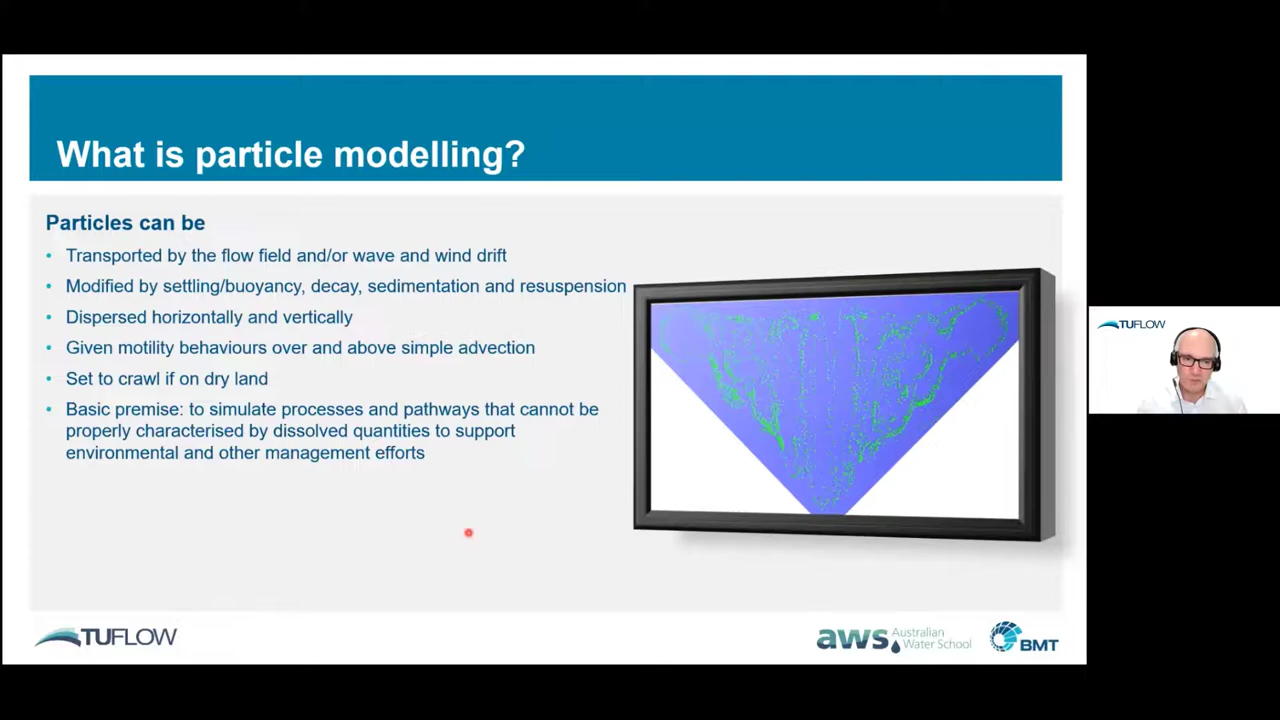 What is particle modelling?
Particles can be
• Transported by the flow field and/or wave and wind drift
• Modified by settling/buoyancy, decay, sedimentation and resuspension
• Dispersed horizontally and vertically
• Given motility behaviours over and above simple advection
• Set to crawl if on dry land
• Basic premise: to simulate processes and pathways that cannot be
properly characterised by dissolved quantities to support
environmental and other management efforts
TUFLOW
TUFLOW
aws Australian
Water School
BMT